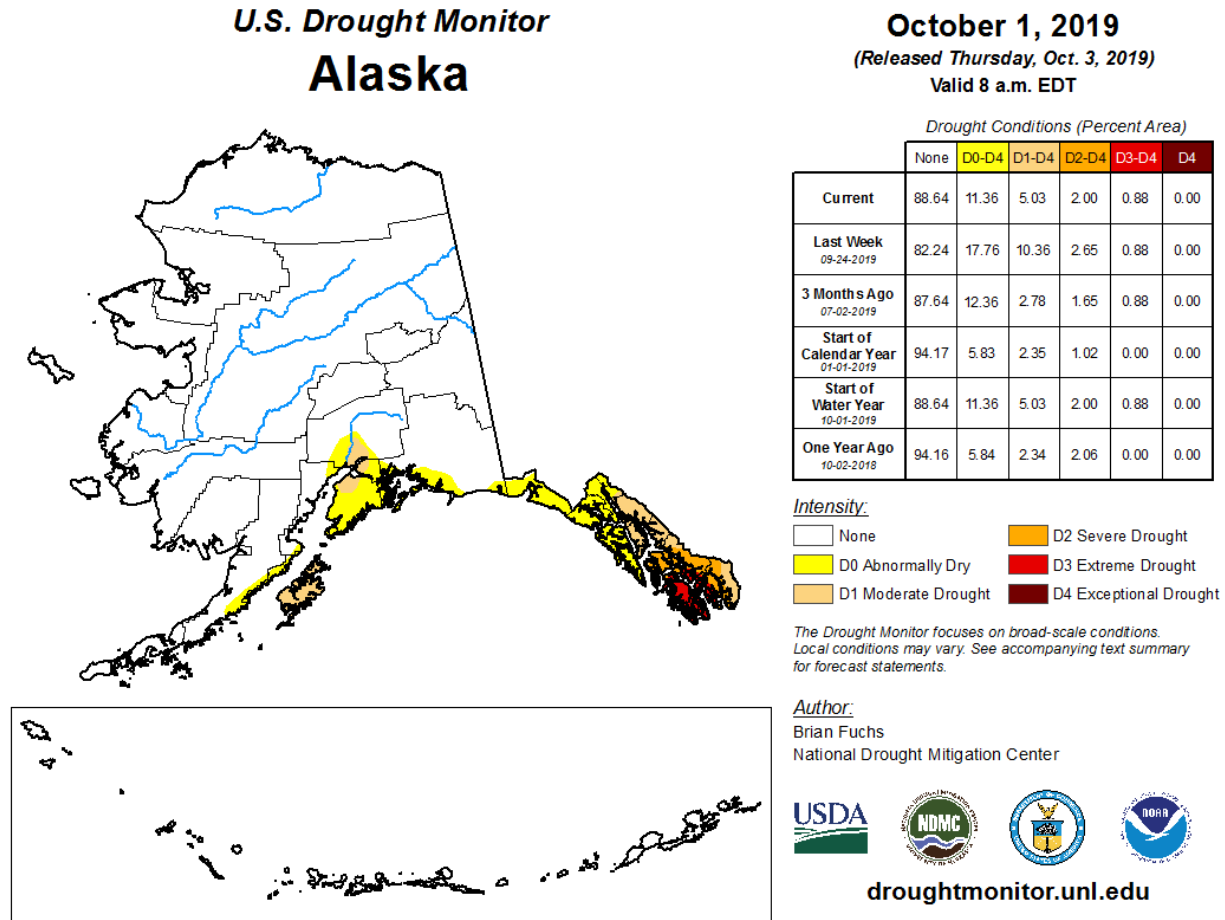 U.S. Drought Monitor
Alaska
October 1, 2019
(Released Thursday, Oct. 3, 2019)
Valid 8 a.m. EDT
Drought Conditions (Percent Area)
None D0-D4 D1-D4 D2-D4 D3-D4 D4
Current 88.64 11.36 5.03 2.00 0.88 0.00
Last Week 82.24 17.76 10.36 2.65 0.88 0.00
09-24-2019
3 Months Ago 87.64 12.36 2.78 1.65 0.88 0.00
07-02-2019
Start of
Calendar Year 94.17 5.83 2.35 1.02 0.00 0.00
01-01-2019
Start of
Water Year 88.64 11.36 5.03 2.00 0.88 0.00
10-01-2019
One Year Ago 94.16 5.84 2.34 2.06 0.00 0.00
10-02-2018
Intensity:
None
D0 Abnormally Dry
D1 Moderate Drought
D2 Severe Drought
D3 Extreme Drought
D4 Exceptional Drought
The Drought Monitor focuses on broad-scale conditions.
Local conditions may vary. See accompanying text summary
for forecast statements.
Author:
Brian Fuchs
National Drought Mitigation Center
USDA
NDMC
NOAA
droughtmonitor.unl.edu